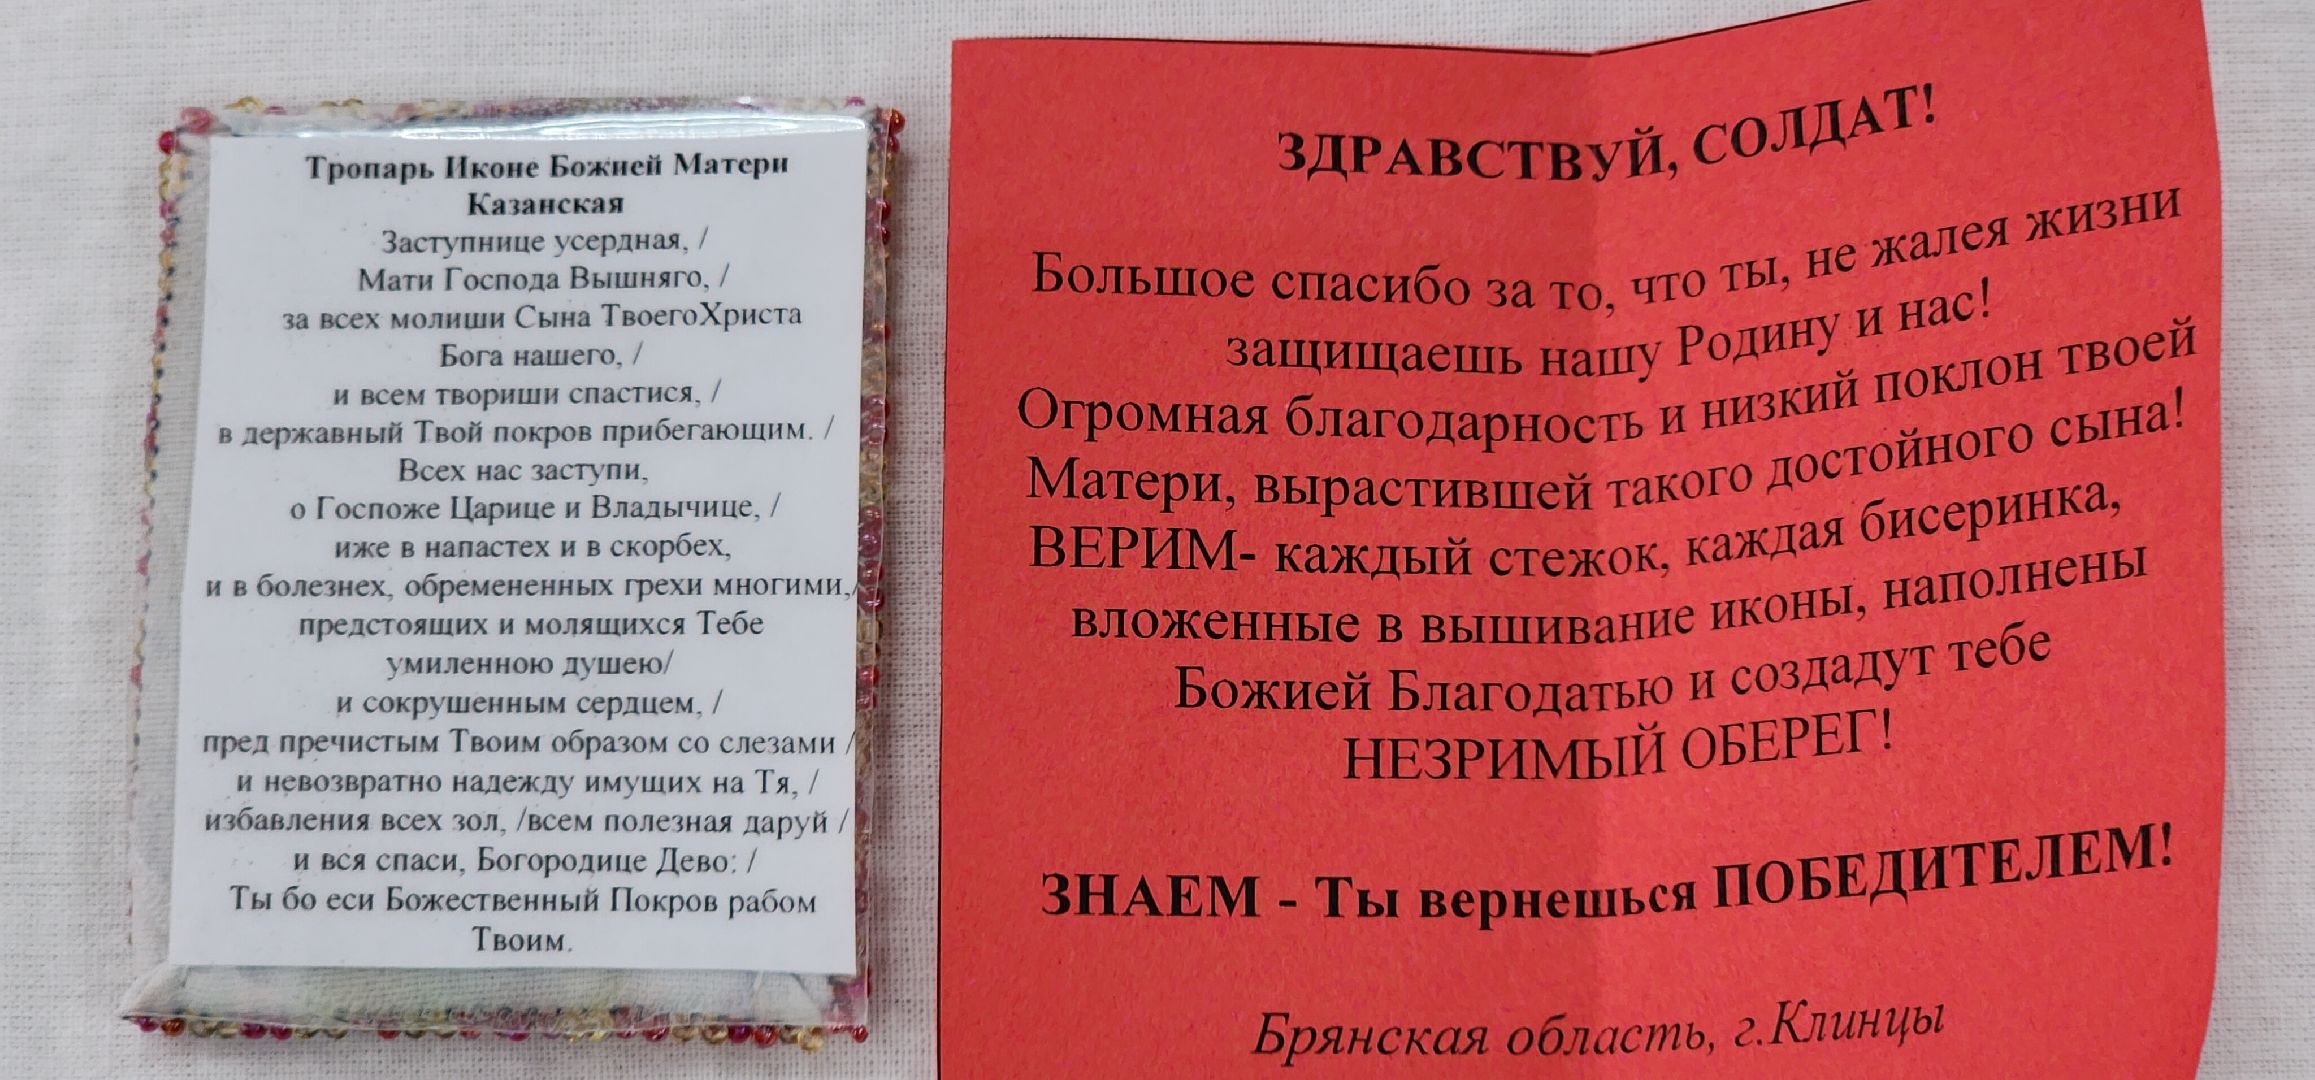 Тропарь Иконе Божией Матери
Казанская
Заступнице усердная, /
Мати Господа Вышняго, /
за всех молиши Сына ТвоегоХриста
Бога нашего, /
и всем твориши спастися, /
в державный Твой покров прибегающим. /
Всех нас заступи,
о Госпоже Царице и Владычице, /
иже в напастех и в скорбех,
и в болезнех, обремененных грехи многими,/
предстоящих и молящихся Тебе
умиленною душею/
и сокрушенным сердцем, /
пред пречистым Твоим образом со слезами /
и невозвратно надежду имущих на Тя, /
избавления всех зол, /всем полезная даруй /
и вся спаси, Богородице Дево: /
Ты бо еси Божественный Покров рабом
Твоим.
ЗДРАВСТВУЙ, СОЛДАТ!
Большое спасибо за то, что ты, не жалея жизни
защищаешь нашу Родину и нас!
Огромная благодарность и низкий поклон твоей
Матери, вырастившей такого достойного сына!
ВЕРИМ- каждый стежок, каждая бисеринка,
вложенные в вышивание иконы, наполнены
Божией Благодатью и создадут тебе
НЕЗРИМЫЙ ОБЕРЕГ!
ЗНАЕМ - Ты вернешься ПОБЕДИТЕЛЕМ!
Брянская область, г.Клинцы